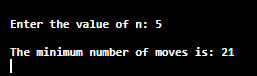 Enter the value of n: 5
The minimum number of moves is: 21